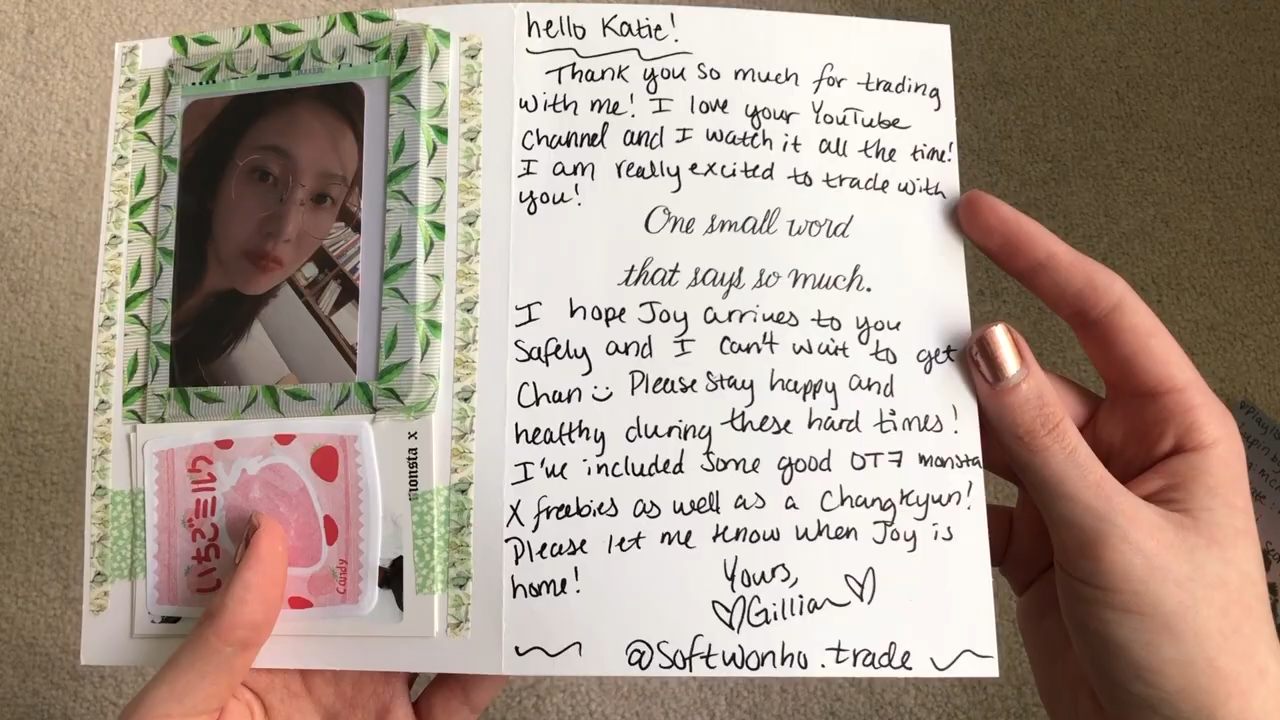 hello Katie!
Thank you so much for trading
with me! I love your YouTube
Channel and I watch it all the time!
I am really excited to trade with
you!
One small word
that says so much.
I hope Joy arrives to you
Safely and I can't wait to get
Chan Please stay happy and
healthy during these hard times!
I've included some good OT7 monsta
X freebies as well as a Changkyun!
Please let me know when Joy is
home!
Yours,
Gillian
@softwonho.trade
monsta x
いちごミルク
Candy